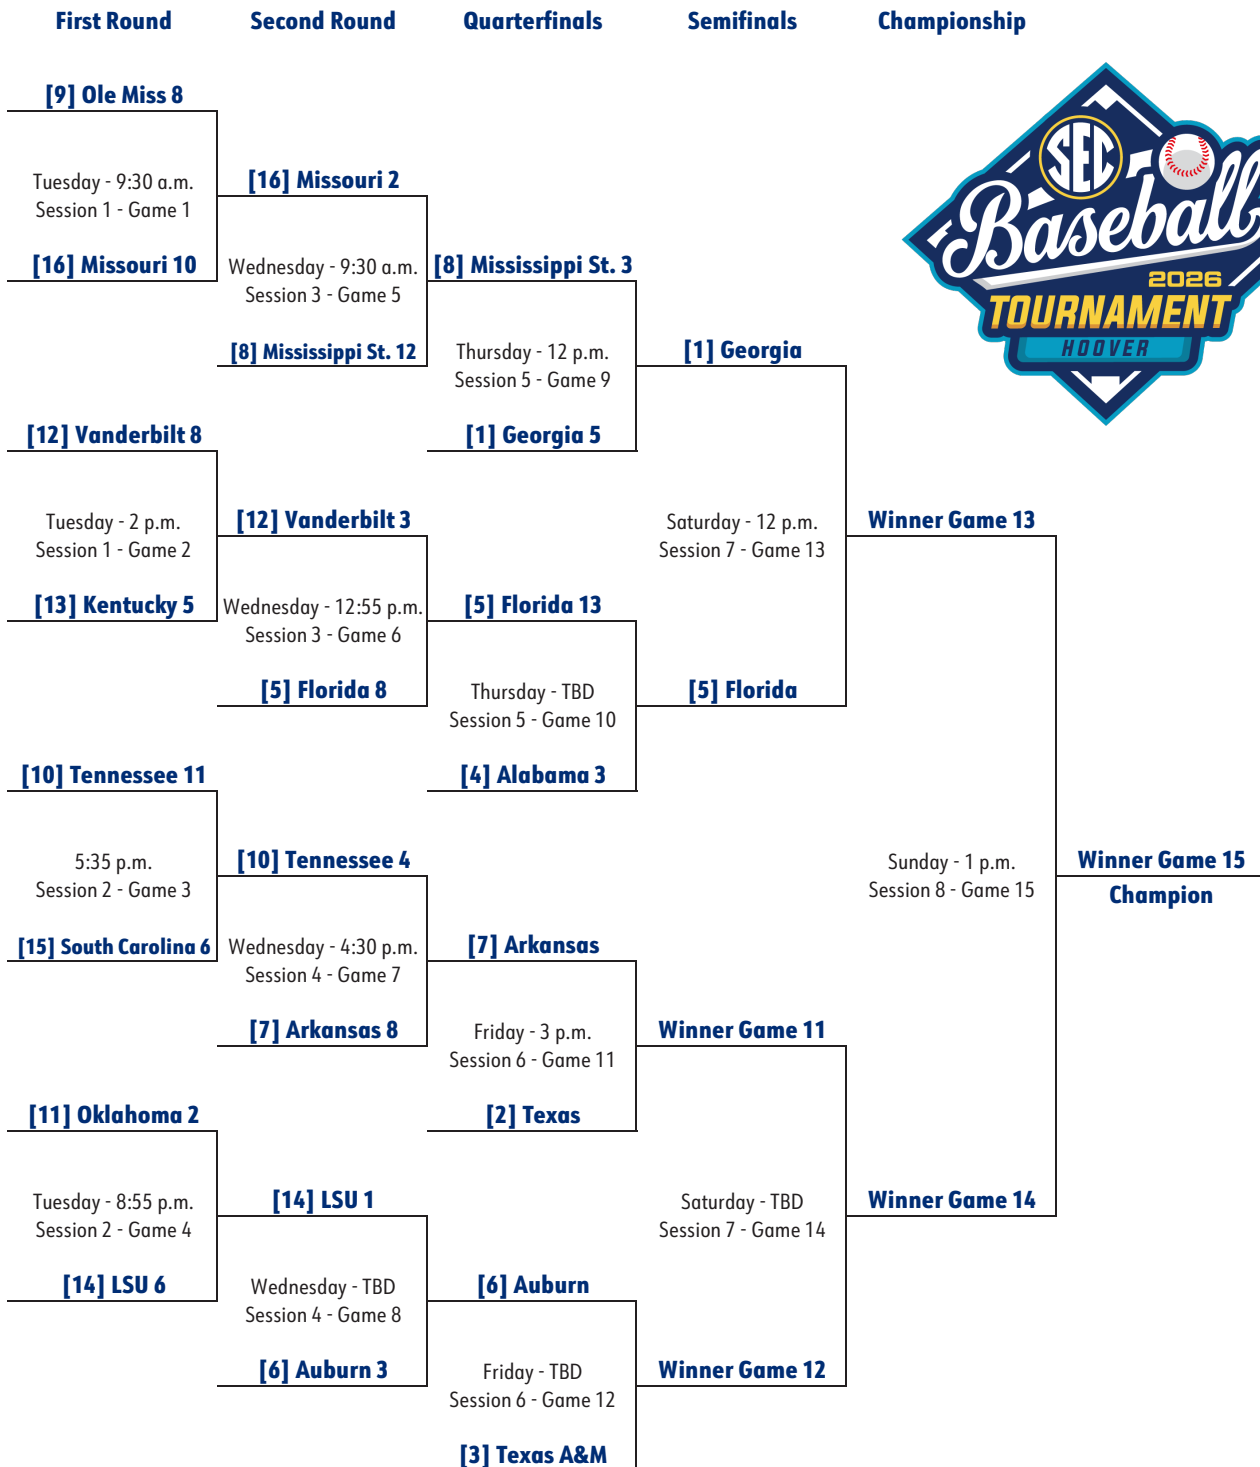 First Round
Second Round
Quarterfinals
Semifinals
Championship
SEC
Baseball
2026
TOURNAMENT
HOOVER
[9] Ole Miss 8
Tuesday - 9:30 a.m.
Session 1 - Game 1
[16] Missouri 10
[12] Vanderbilt 8
Tuesday - 2 p.m.
Session 1 - Game 2
[13] Kentucky 5
[10] Tennessee 11
5:35 p.m.
Session 2 - Game 3
[15] South Carolina 6
[11] Oklahoma 2
Tuesday - 8:55 p.m.
Session 2 - Game 4
[14] LSU 6
[16] Missouri 2
Wednesday - 9:30 a.m.
Session 3 - Game 5
[8] Mississippi St. 12
[12] Vanderbilt 3
Wednesday - 12:55 p.m.
Session 3 - Game 6
[5] Florida 8
[10] Tennessee 4
Wednesday - 4:30 p.m.
Session 4 - Game 7
[7] Arkansas 8
[14] LSU 1
Wednesday - TBD
Session 4 - Game 8
[6] Auburn 3
[8] Mississippi St. 3
Thursday - 12 p.m.
Session 5 - Game 9
[1] Georgia 5
[5] Florida 13
Thursday - TBD
Session 5 - Game 10
[4] Alabama 3
[7] Arkansas
Friday - 3 p.m.
Session 6 - Game 11
[2] Texas
[6] Auburn
Friday - TBD
Session 6 - Game 12
[3] Texas A&M
[1] Georgia
Saturday - 12 p.m.
Session 7 - Game 13
[5] Florida
Winner Game 11
Saturday - TBD
Session 7 - Game 14
Winner Game 12
Winner Game 13
Sunday - 1 p.m.
Session 8 - Game 15
Winner Game 14
Winner Game 15
Champion